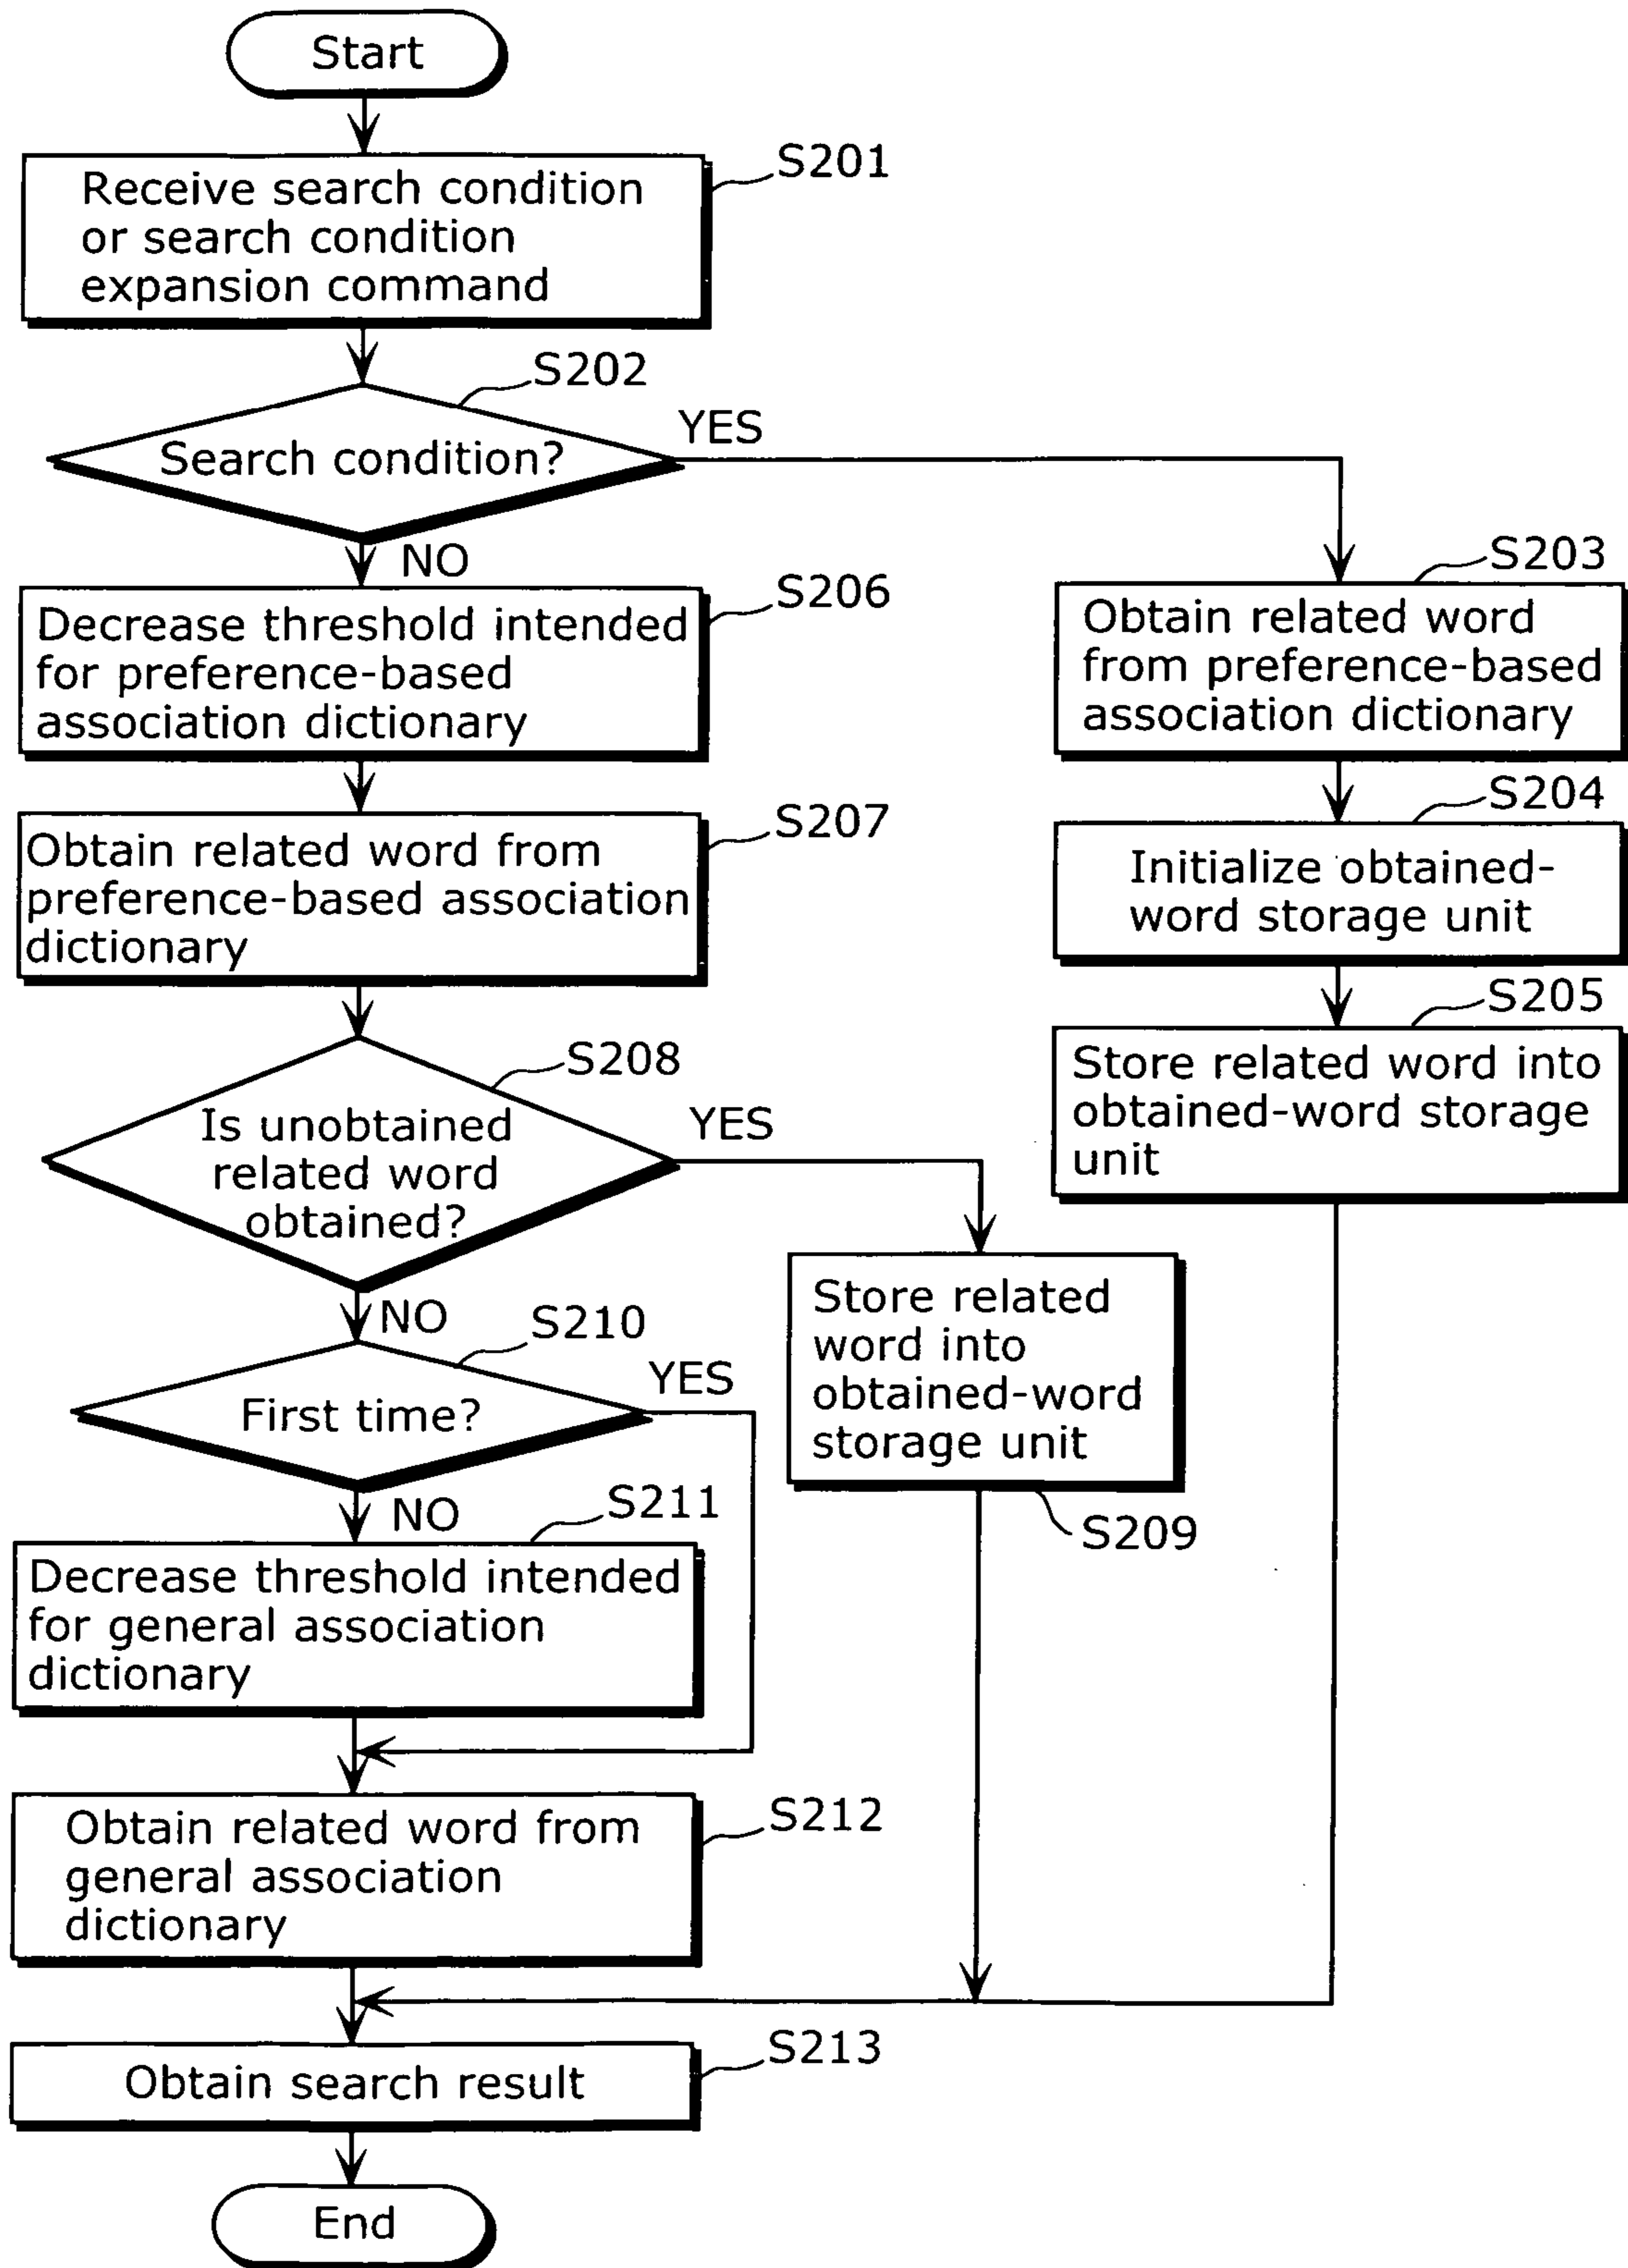 Start
S201
Receive search condition
or search condition
expansion command
S202
Search condition?
YES
NO
S203
Obtain related word
from preference-based
association dictionary
S206
Decrease threshold intended
for preference-based
association dictionary
S204
Initialize obtained-
word storage unit
S207
Obtain related word from
preference-based association
dictionary
S205
Store related word into
obtained-word storage
unit
S208
Is unobtained
related word
obtained?
YES
NO
Store related
word into
obtained-word
storage unit
S209
S210
First time?
YES
NO
S211
Decrease threshold intended
for general association
dictionary
S212
Obtain related word from
general association
dictionary
S213
Obtain search result
End